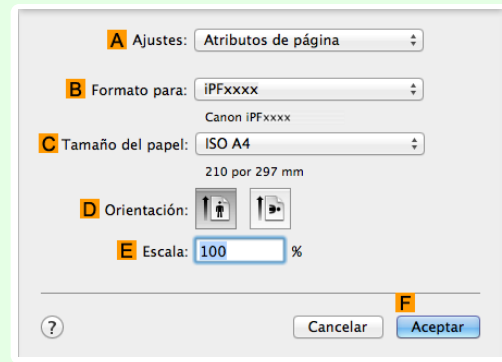 A Ajustes: Atributos de página
B Formato para: iPFxxxx
Canon iPFxxxx
C Tamaño del papel: ISO A4
210 por 297 mm
D Orientación:
E Escala: 100 %
F
? Cancelar Aceptar